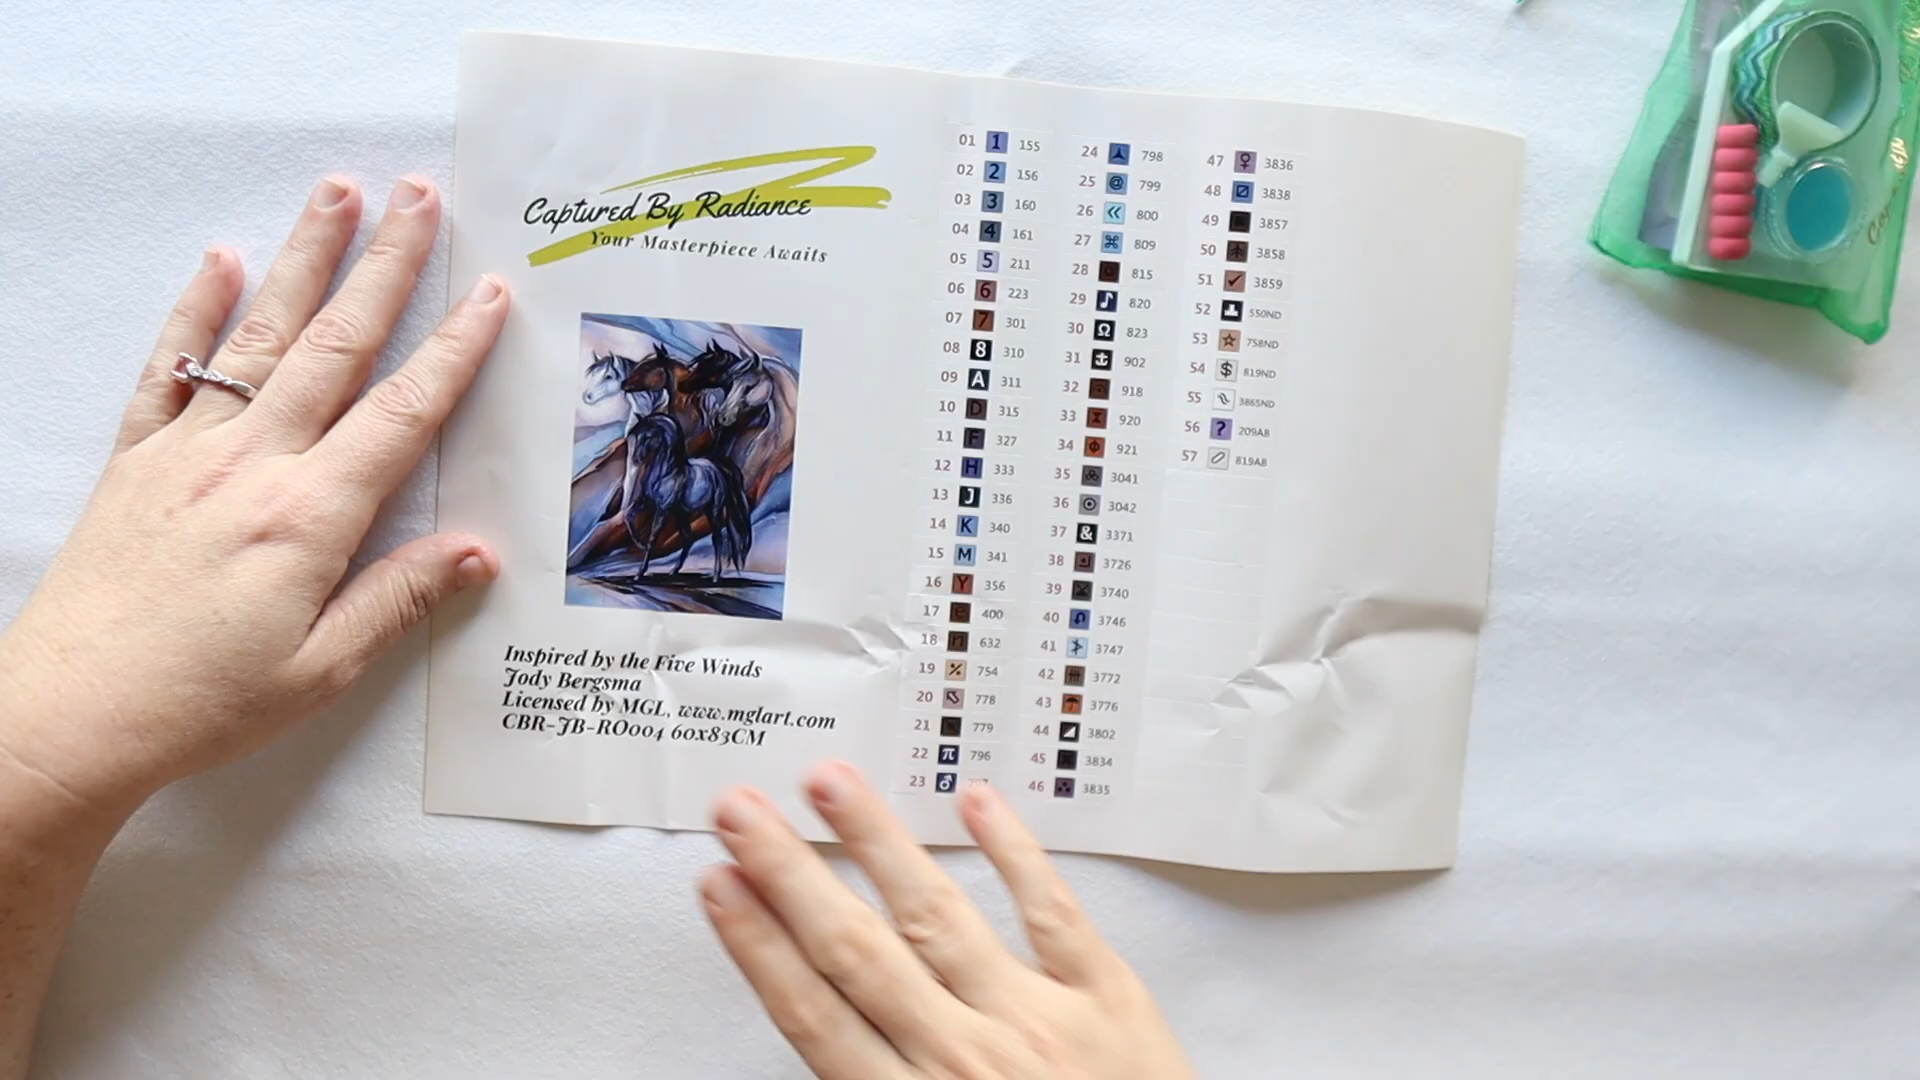 Captured By Radiance
Your Masterpiece Awaits
Inspired by the Five Winds
Jody Bergsma
Licensed by MGL, www.mglart.com
CBR-JB-RO004 60x83CM
01 1 155
02 2 156
03 3 160
04 4 161
05 5 211
06 6 223
07 7 301
08 8 310
09 A 311
10 D 315
11 F 327
12 H 333
13 J 336
14 K 340
15 M 341
16 Y 356
17 e 400
18 n 632
19 % 754
20 778
21 779
22 π 796
23 ♂
24 798
25 @ 799
26 « 800
27 ⌘ 809
28 815
29 ♪ 820
30 Ω 823
31 ⚓ 902
32 918
33 920
34 921
35 3041
36 3042
37 & 3371
38 3726
39 3740
40 3746
41 3747
42 3772
43 3776
44 3802
45 3834
46 3835
47 ♀ 3836
48 3838
49 3857
50 3858
51 ✓ 3859
52 550ND
53 ☆ 758ND
54 $ 819ND
55 3865ND
56 ? 209AB
57 819AB